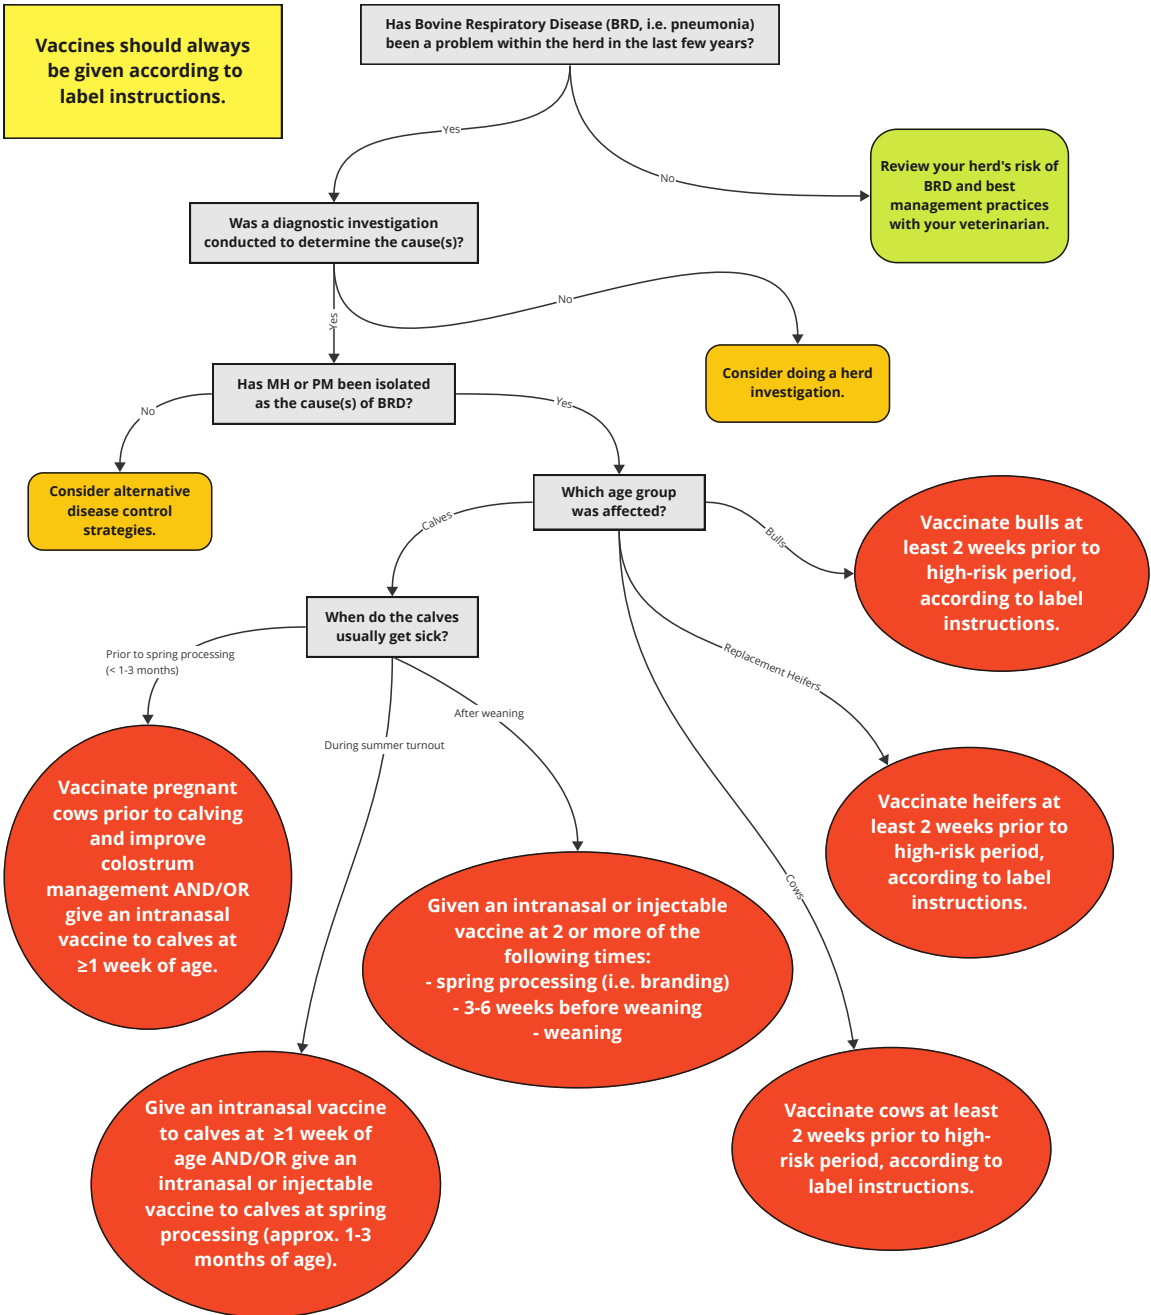 Vaccines should always
be given according to
label instructions.
Has Bovine Respiratory Disease (BRD, i.e. pneumonia)
been a problem within the herd in the last few years?
Yes
No
Review your herd's risk of
BRD and best
management practices
with your veterinarian.
Was a diagnostic investigation
conducted to determine the cause(s)?
Yes
No
Consider doing a herd
investigation.
Has MH or PM been isolated
as the cause(s) of BRD?
No
Yes
Consider alternative
disease control
strategies.
Which age group
was affected?
Calves
Bulls
Vaccinate bulls at
least 2 weeks prior to
high-risk period,
according to label
instructions.
When do the calves
usually get sick?
Replacement Heifers
Prior to spring processing
(< 1-3 months)
After weaning
During summer turnout
Vaccinate pregnant
cows prior to calving
and improve
colostrum
management AND/OR
give an intranasal
vaccine to calves at
≥1 week of age.
Vaccinate heifers at
least 2 weeks prior to
high-risk period,
according to label
instructions.
Cows
Given an intranasal or injectable
vaccine at 2 or more of the
following times:
- spring processing (i.e. branding)
- 3-6 weeks before weaning
- weaning
Give an intranasal vaccine
to calves at ≥1 week of
age AND/OR give an
intranasal or injectable
vaccine to calves at spring
processing (approx. 1-3
months of age).
Vaccinate cows at least
2 weeks prior to high-
risk period, according to
label instructions.